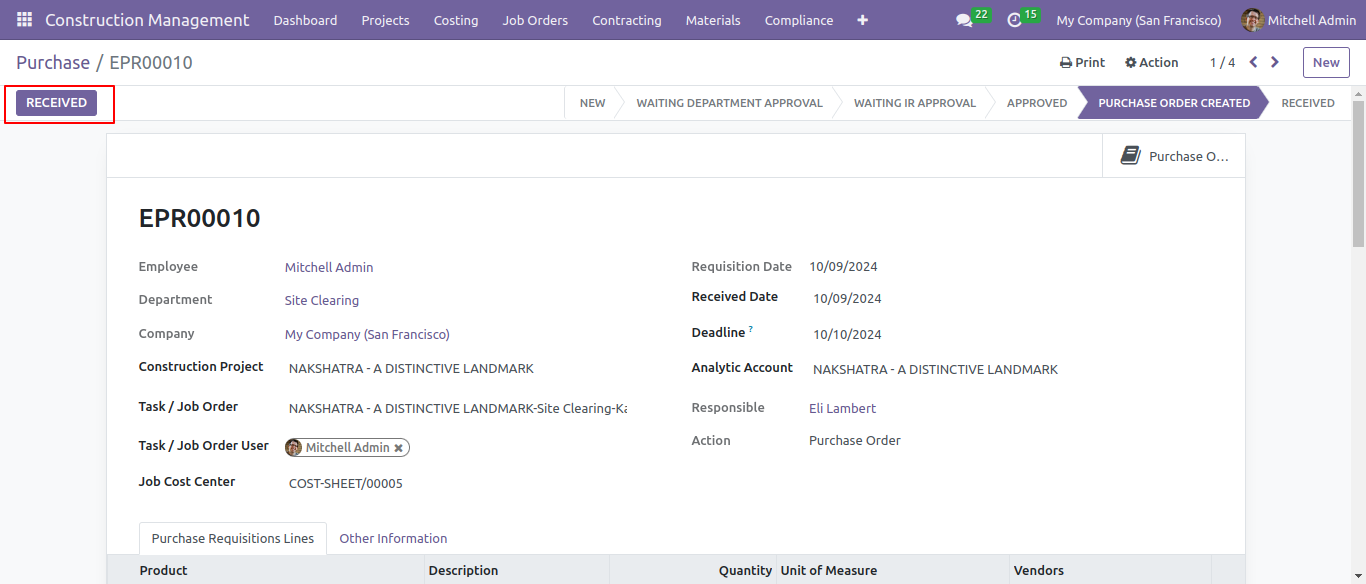 Construction Management Dashboard Projects Costing Job Orders Contracting Materials Compliance + 22 15 My Company (San Francisco) Mitchell Admin
Purchase / EPR00010 Print Action 1 / 4 New
RECEIVED NEW WAITING DEPARTMENT APPROVAL WAITING IR APPROVAL APPROVED PURCHASE ORDER CREATED RECEIVED
Purchase O...
EPR00010
Employee Mitchell Admin Requisition Date 10/09/2024
Department Site Clearing Received Date 10/09/2024
Company My Company (San Francisco) Deadline ? 10/10/2024
Construction Project NAKSHATRA - A DISTINCTIVE LANDMARK Analytic Account NAKSHATRA - A DISTINCTIVE LANDMARK
Task / Job Order NAKSHATRA - A DISTINCTIVE LANDMARK-Site Clearing-Ka Responsible Eli Lambert
Task / Job Order User Mitchell Admin × Action Purchase Order
Job Cost Center COST-SHEET/00005
Purchase Requisitions Lines Other Information
Product Description Quantity Unit of Measure Vendors